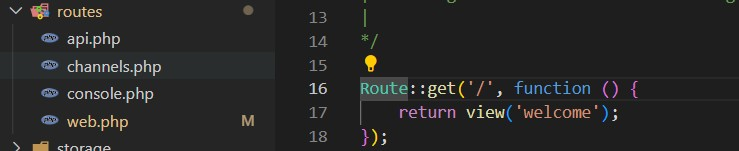 routes
api.php
channels.php
console.php
web.php M
storage
13 |
14 */
15
16 Route::get('/', function () {
17 return view('welcome');
18 });